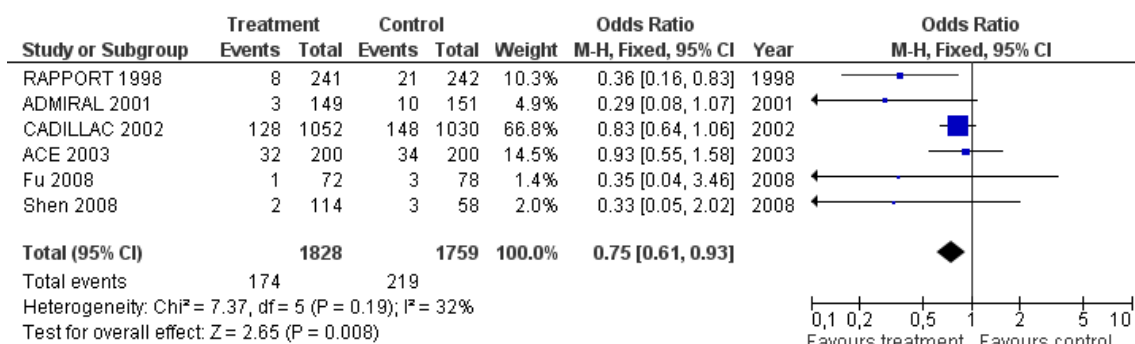 Treatment Control Odds Ratio Odds Ratio
Study or Subgroup Events Total Events Total Weight M-H, Fixed, 95% CI Year M-H, Fixed, 95% CI
RAPPORT 1998 8 241 21 242 10.3% 0.36 [0.16, 0.83] 1998
ADMIRAL 2001 3 149 10 151 4.9% 0.29 [0.08, 1.07] 2001
CADILLAC 2002 128 1052 148 1030 66.8% 0.83 [0.64, 1.06] 2002
ACE 2003 32 200 34 200 14.5% 0.93 [0.55, 1.58] 2003
Fu 2008 1 72 3 78 1.4% 0.35 [0.04, 3.46] 2008
Shen 2008 2 114 3 58 2.0% 0.33 [0.05, 2.02] 2008
Total (95% CI) 1828 1759 100.0% 0.75 [0.61, 0.93]
Total events 174 219
Heterogeneity: Chi² = 7.37, df = 5 (P = 0.19); I² = 32%
Test for overall effect: Z = 2.65 (P = 0.008)
0,1 0,2 0,5 1 2 5 10
Favours treatment Favours control